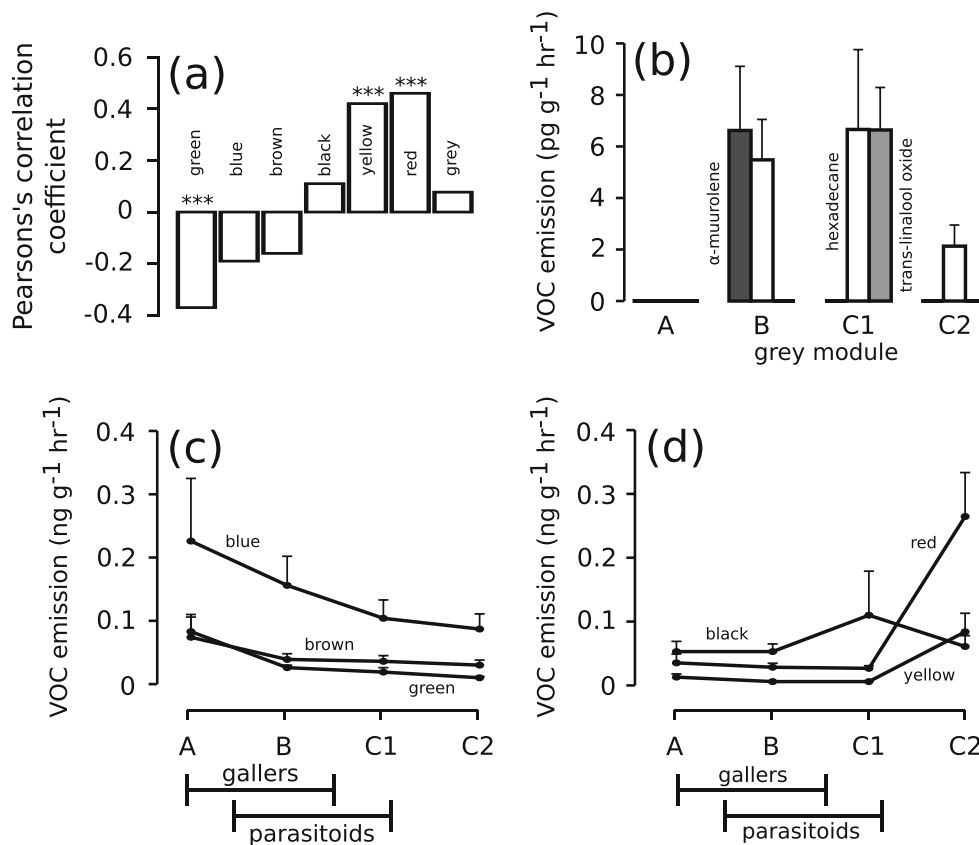 (a)
Pearsons's correlation
coefficient
0.6
0.4
0.2
0
-0.2
-0.4
green
blue
brown
black
yellow
red
grey
***
***
***
(b)
VOC emission (pg g-1 hr-1)
10
8
6
4
2
0
α-muurolene
hexadecane
trans-linalool oxide
A B C1 C2
grey module
(c)
VOC emission (ng g-1 hr-1)
0.4
0.3
0.2
0.1
0
blue
brown
green
A B C1 C2
gallers
parasitoids
(d)
VOC emission (ng g-1 hr-1)
0.4
0.3
0.2
0.1
0
red
black
yellow
A B C1 C2
gallers
parasitoids